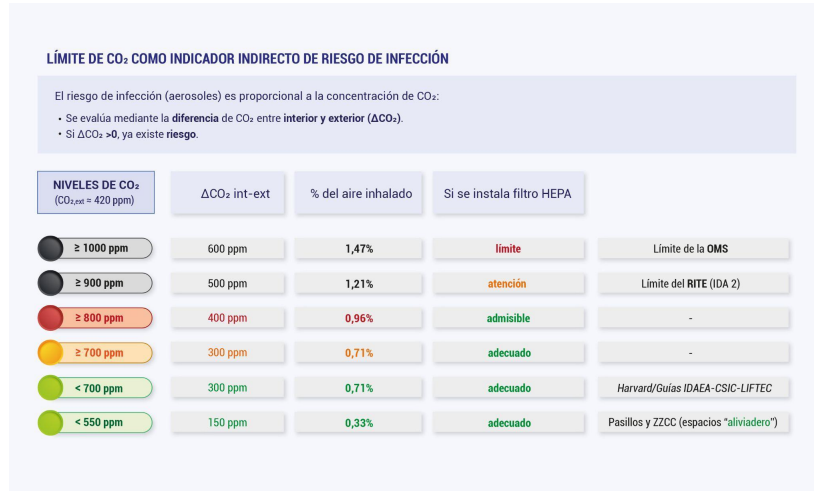 LÍMITE DE CO₂ COMO INDICADOR INDIRECTO DE RIESGO DE INFECCIÓN
El riesgo de infección (aerosoles) es proporcional a la concentración de CO₂:
• Se evalúa mediante la diferencia de CO₂ entre interior y exterior (ΔCO₂).
• Si ΔCO₂ >0, ya existe riesgo.
NIVELES DE CO₂
(CO₂,ext = 420 ppm)
ΔCO₂ int-ext
% del aire inhalado
Si se instala filtro HEPA
≥ 1000 ppm 600 ppm 1,47% límite Límite de la OMS
≥ 900 ppm 500 ppm 1,21% atención Límite del RITE (IDA 2)
≥ 800 ppm 400 ppm 0,96% admisible -
≥ 700 ppm 300 ppm 0,71% adecuado -
< 700 ppm 300 ppm 0,71% adecuado Harvard/Guías IDAEA-CSIC-LIFTEC
< 550 ppm 150 ppm 0,33% adecuado Pasillos y ZZCC (espacios “aliviadero”)